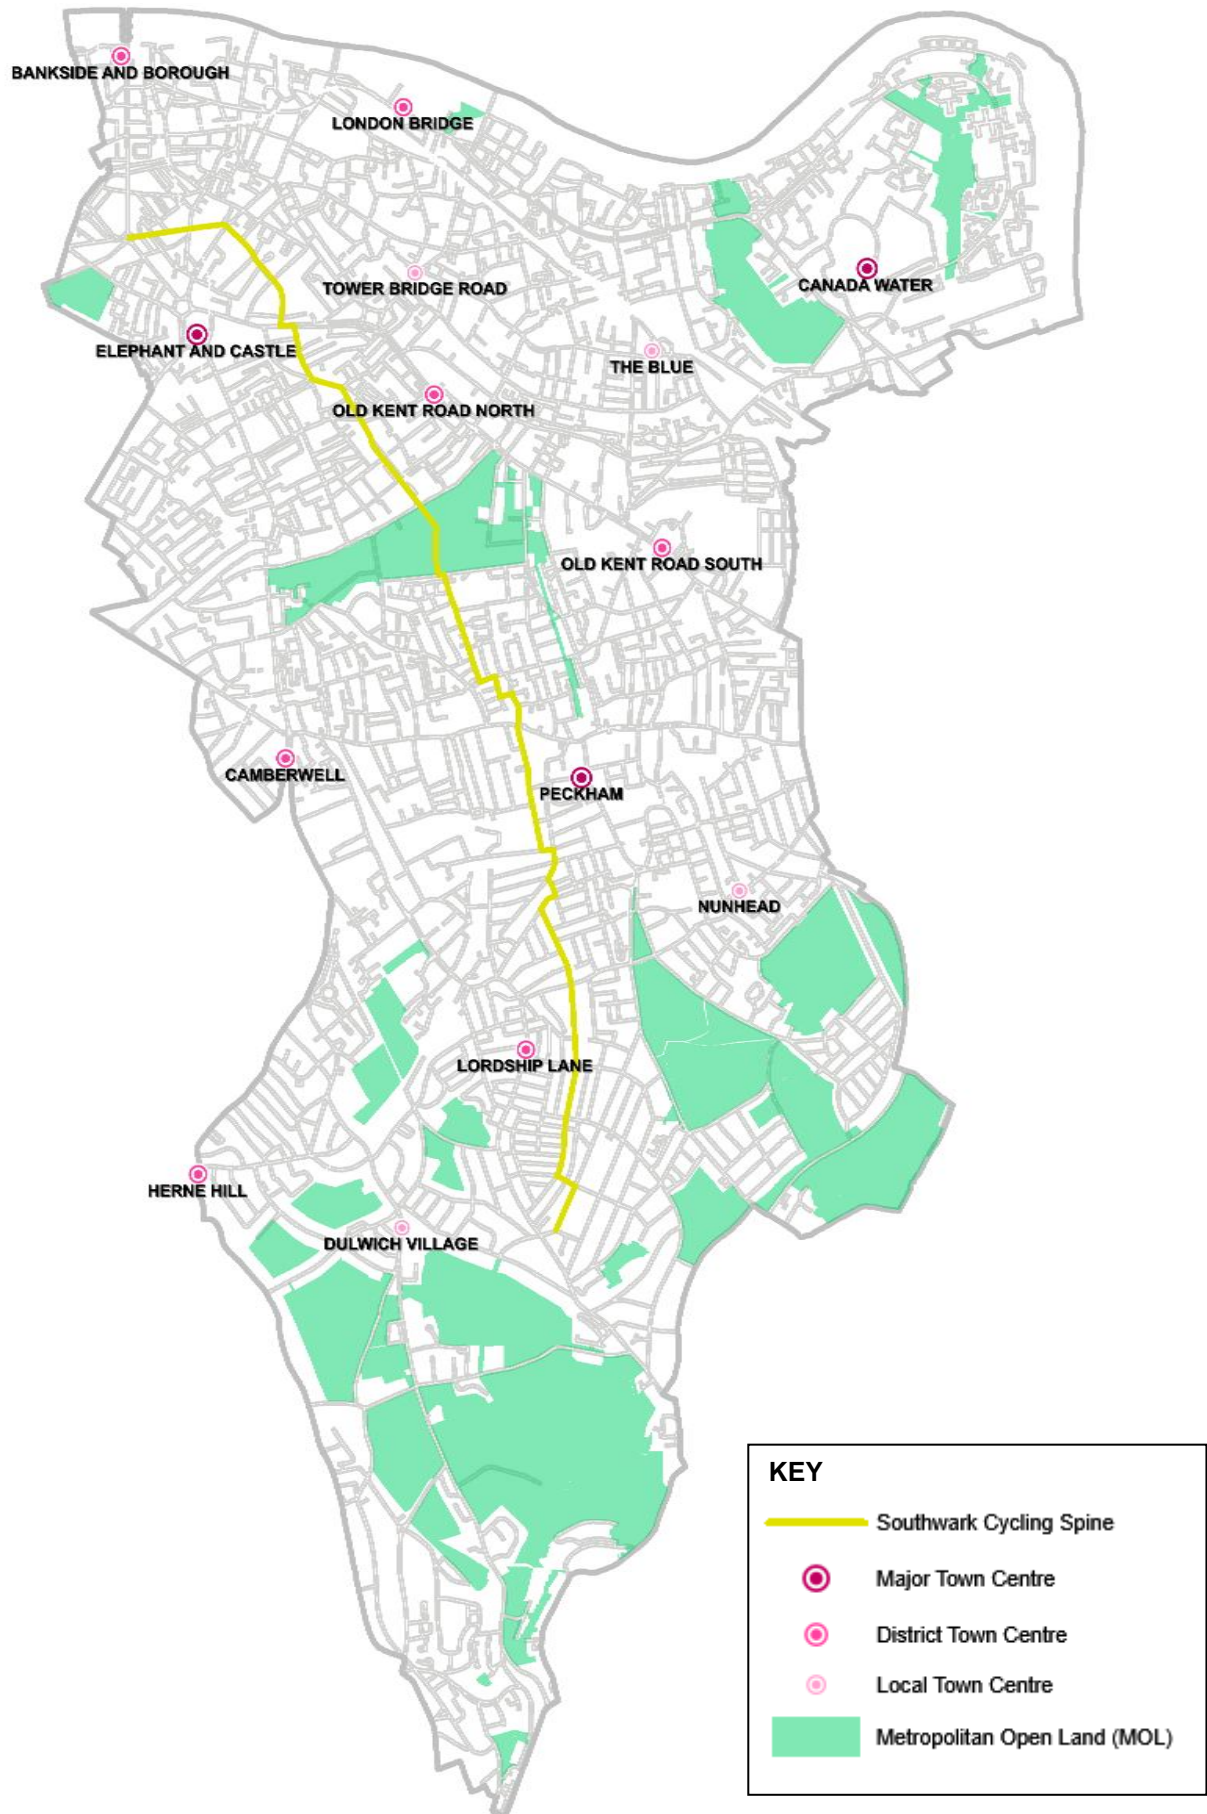 BANKSIDE AND BOROUGH
LONDON BRIDGE
TOWER BRIDGE ROAD
CANADA WATER
ELEPHANT AND CASTLE
THE BLUE
OLD KENT ROAD NORTH
OLD KENT ROAD SOUTH
CAMBERWELL
PECKHAM
NUNHEAD
LORDSHIP LANE
HERNE HILL
DULWICH VILLAGE
KEY
Southwark Cycling Spine
Major Town Centre
District Town Centre
Local Town Centre
Metropolitan Open Land (MOL)